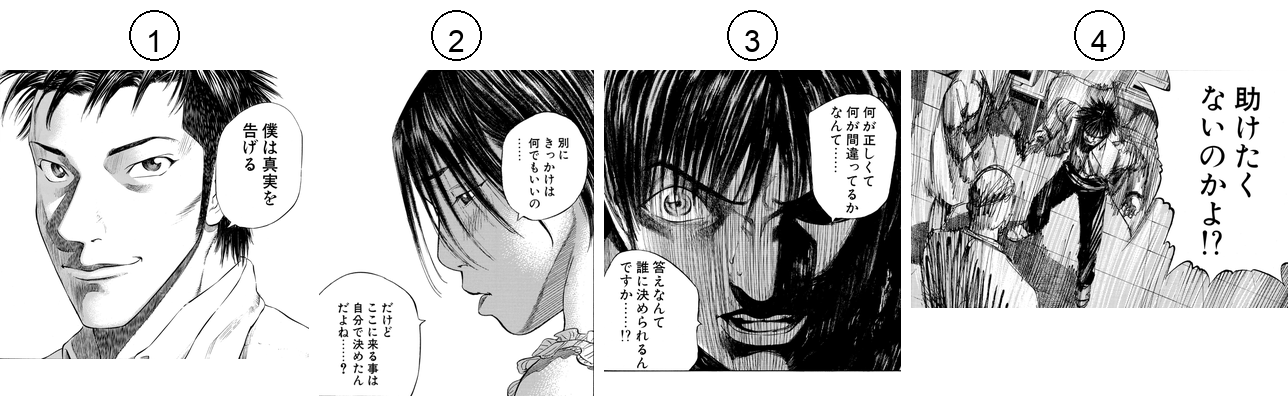 1
僕は真実を
告げる
2
別に
きっかけは
何でもいいの
……
だけど
ここに来る事は
自分で決めたん
だよね……?
3
何が正しくて
何が間違ってるか
なんて……
答えなんて
誰に決められるん
ですか……!?
4
助けたく
ないのかよ!?